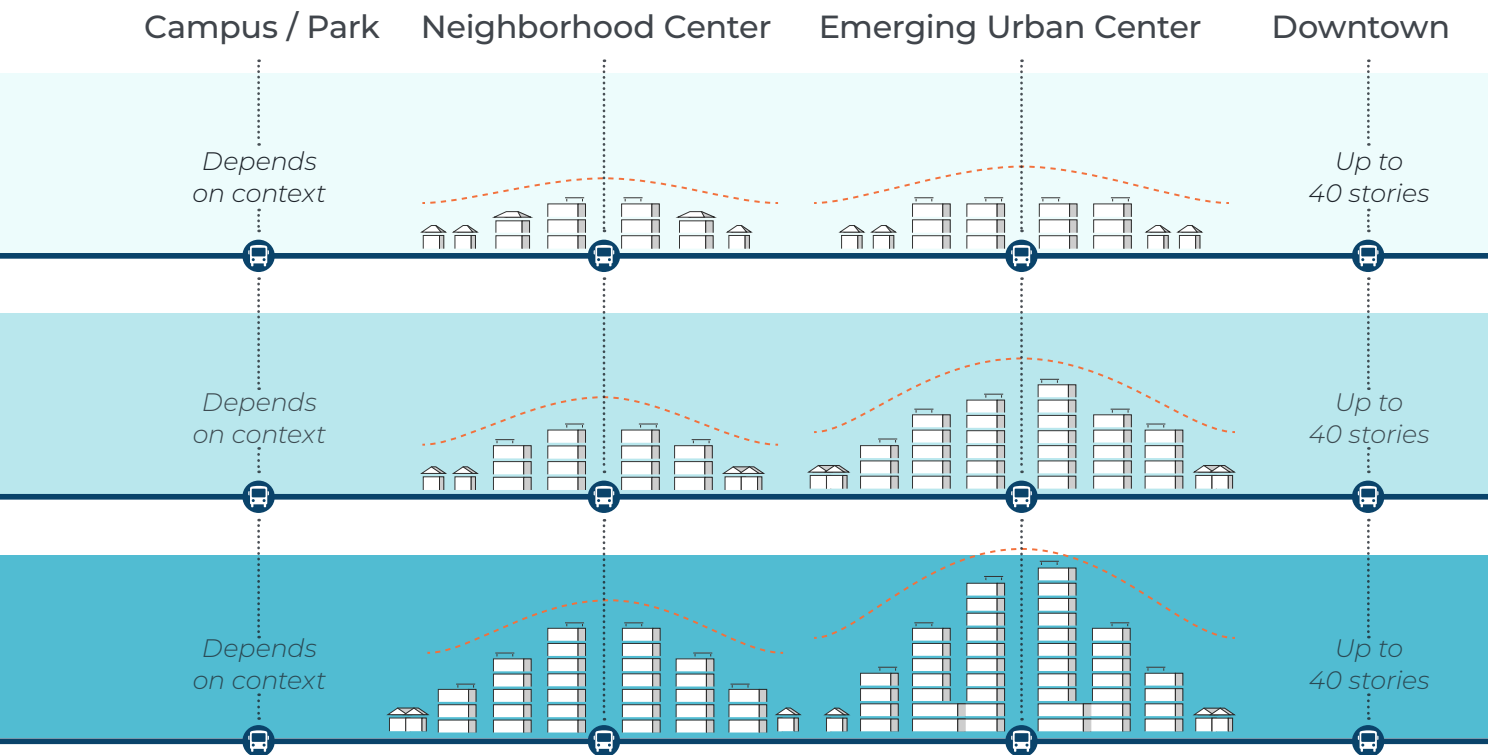 Campus / Park
Neighborhood Center
Emerging Urban Center
Downtown
Depends
on context
Up to
40 stories
Depends
on context
Up to
40 stories
Depends
on context
Up to
40 stories